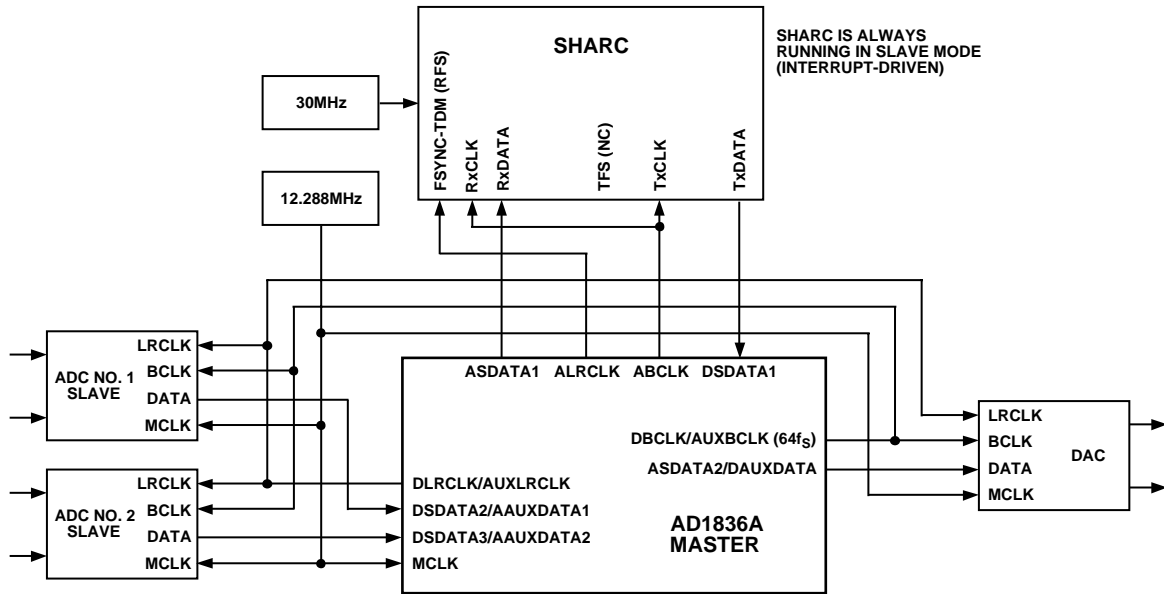 SHARC
SHARC IS ALWAYS
RUNNING IN SLAVE MODE
(INTERRUPT-DRIVEN)
30MHz
12.288MHz
FSYNC-TDM (RFS)
RxCLK
RxDATA
TFS (NC)
TxCLK
TxDATA
ADC NO. 1
SLAVE
LRCLK
BCLK
DATA
MCLK
ADC NO. 2
SLAVE
LRCLK
BCLK
DATA
MCLK
ASDATA1
ALRCLK
ABCLK
DSDATA1
DBCLK/AUXBCLK (64fS)
ASDATA2/DAUXDATA
DLRCLK/AUXLRCLK
DSDATA2/AAUXDATA1
DSDATA3/AAUXDATA2
MCLK
AD1836A
MASTER
LRCLK
BCLK
DATA
MCLK
DAC